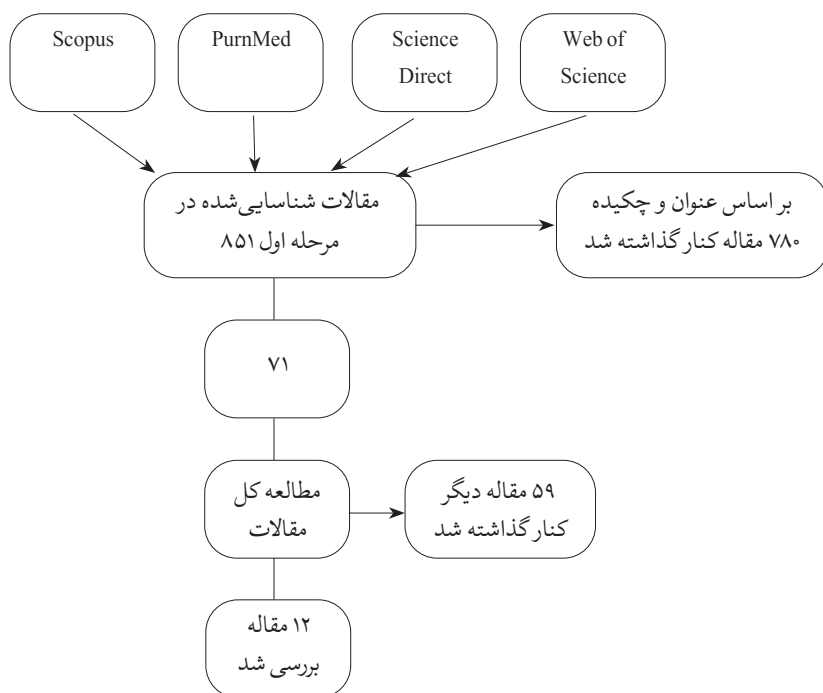 Scopus
PurnMed
Science
Direct
Web of
Science
مقالات شناسایی‌شده در
مرحله اول ۸۵۱
بر اساس عنوان و چکیده
۷۸۰ مقاله کنار گذاشته شد
۷۱
مطالعه کل
مقالات
۵۹ مقاله دیگر
کنار گذاشته شد
۱۲ مقاله
بررسی شد